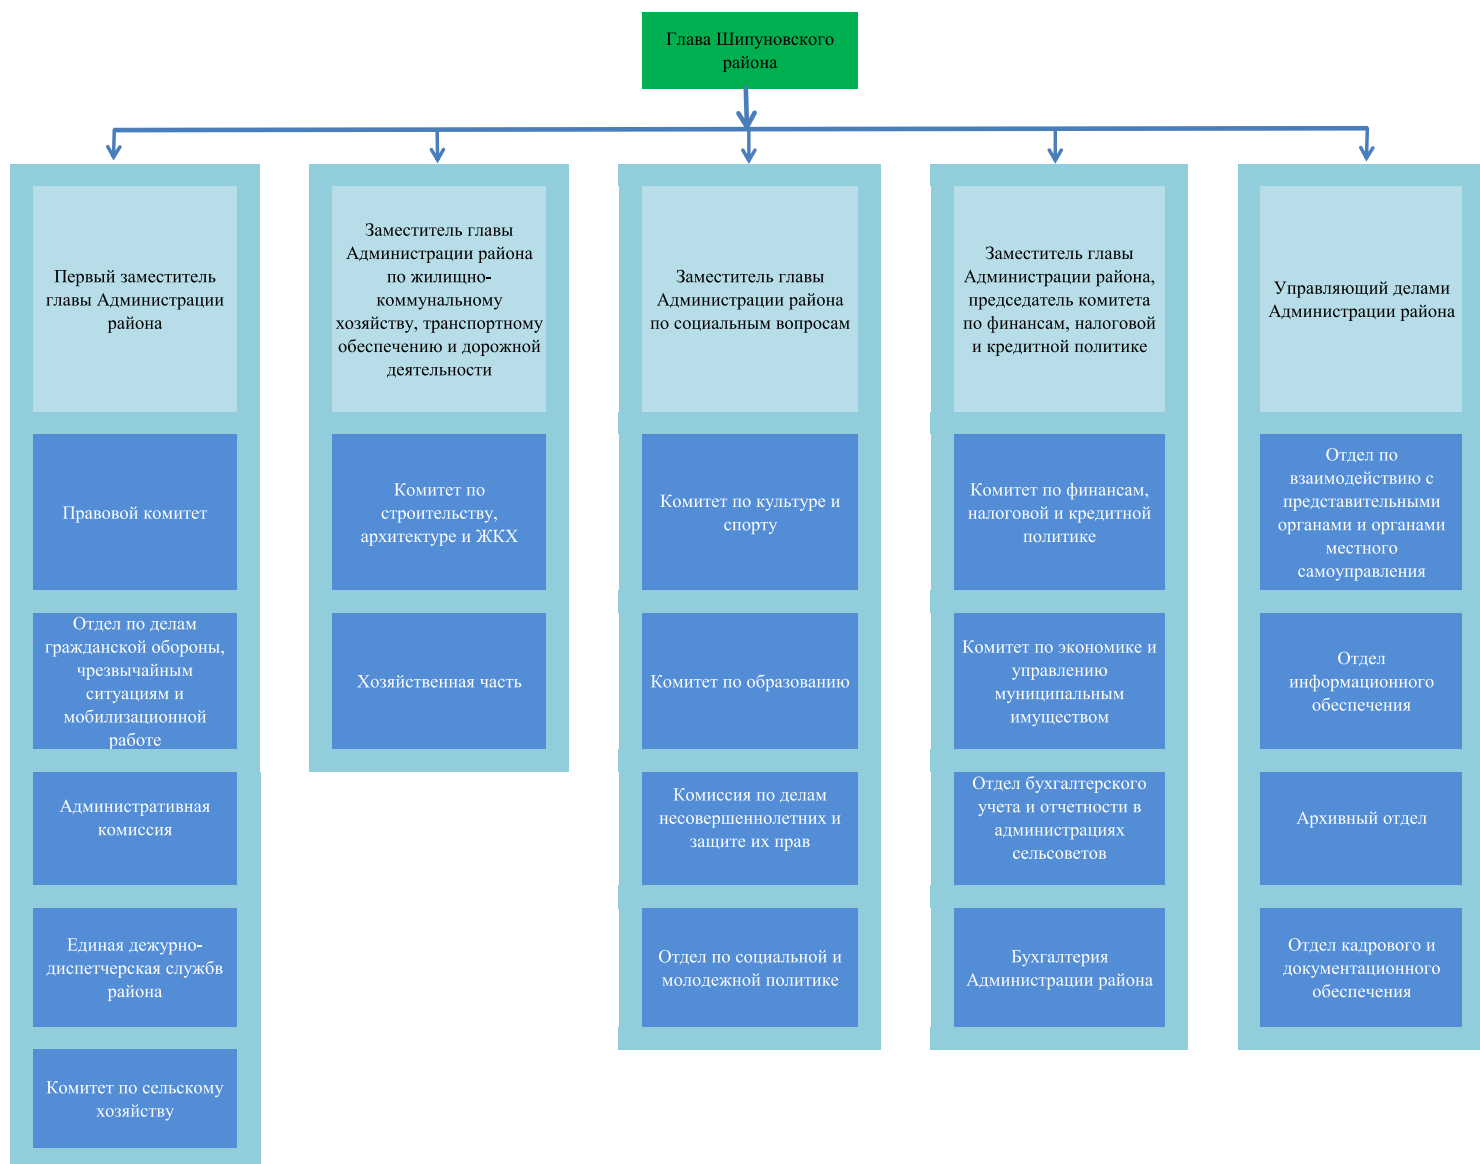 Глава Шипуновского
района
Первый заместитель
главы Администрации
района
Правовой комитет
Отдел по делам
гражданской обороны,
чрезвычайным
ситуациям и
мобилизационной
работе
Административная
комиссия
Единая дежурно-
диспетчерская службв
района
Комитет по сельскому
хозяйству
Заместитель главы
Администрации района
по жилищно-
коммунальному
хозяйству, транспортному
обеспечению и дорожной
деятельности
Комитет по
строительству,
архитектуре и ЖКХ
Хозяйственная часть
Заместитель главы
Администрации района
по социальным вопросам
Комитет по культуре и
спорту
Комитет по образованию
Комиссия по делам
несовершеннолетних и
защите их прав
Отдел по социальной и
молодежной политике
Заместитель главы
Администрации района,
председатель комитета
по финансам, налоговой
и кредитной политике
Комитет по финансам,
налоговой и кредитной
политике
Комитет по экономике и
управлению
муниципальным
имуществом
Отдел бухгалтерского
учета и отчетности в
администрациях
сельсоветов
Бухгалтерия
Администрации района
Управляющий делами
Администрации района
Отдел по
взаимодействию с
представительными
органами и органами
местного
самоуправления
Отдел
информационного
обеспечения
Архивный отдел
Отдел кадрового и
документационного
обеспечения